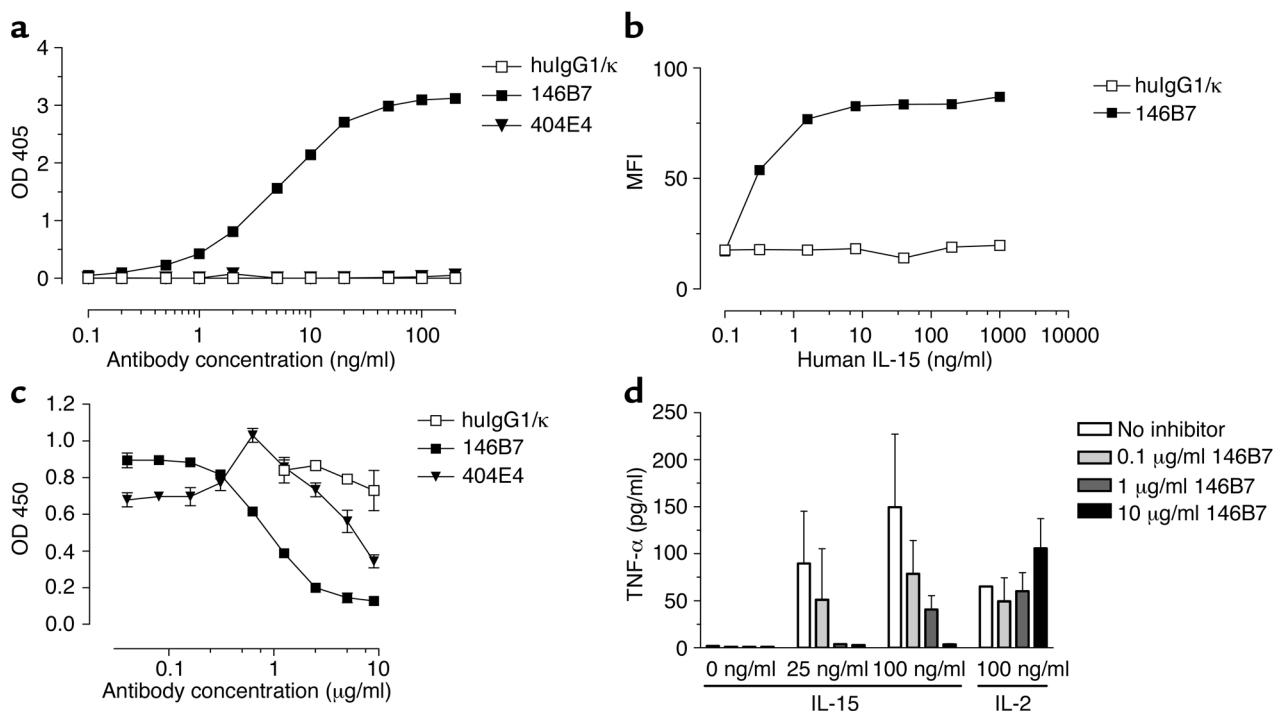 a
4
3
2
1
0
OD 405
0.1 1 10 100
Antibody concentration (ng/ml)
huIgG1/κ
146B7
404E4
b
100
50
0
MFI
0.1 1 10 100 1000 10000
Human IL-15 (ng/ml)
huIgG1/κ
146B7
c
1.2
1.0
0.8
0.6
0.4
0.2
0.0
OD 450
0.1 1 10
Antibody concentration (μg/ml)
huIgG1/κ
146B7
404E4
d
250
200
150
100
50
0
TNF-α (pg/ml)
0 ng/ml 25 ng/ml 100 ng/ml 100 ng/ml
IL-15 IL-2
No inhibitor
0.1 μg/ml 146B7
1 μg/ml 146B7
10 μg/ml 146B7